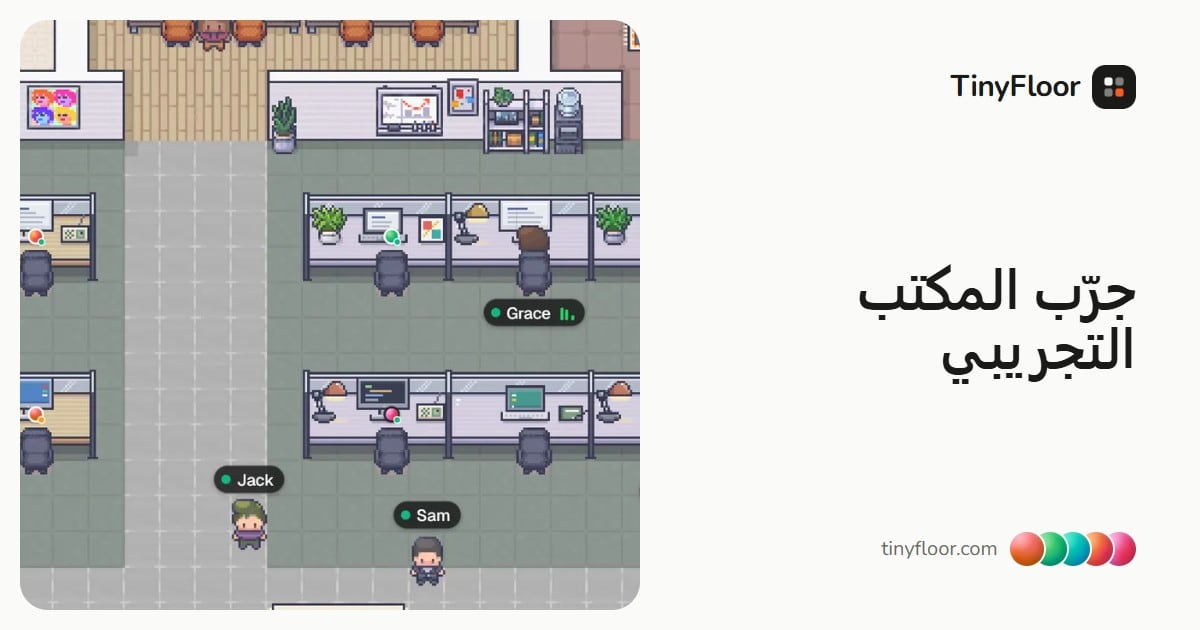 TinyFloor
جرّب المكتب
التجريبي
tinyfloor.com
Grace
Jack
Sam